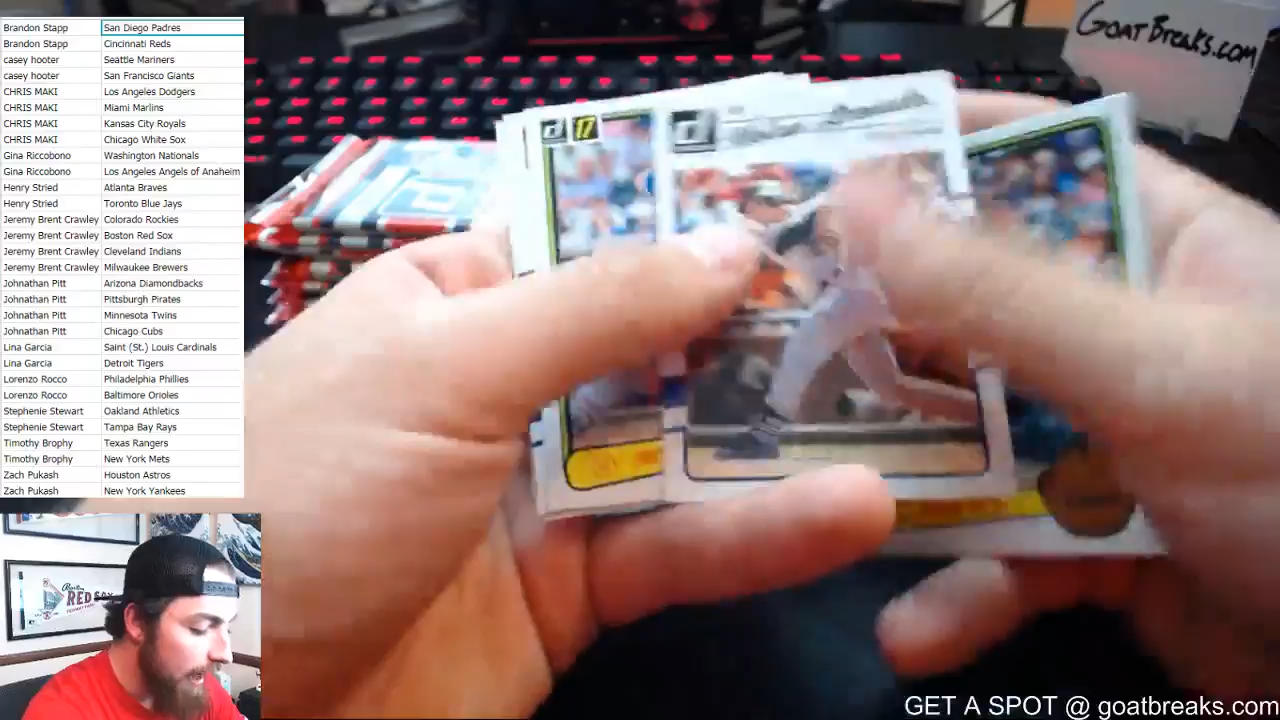 Brandon Stapp San Diego Padres
Brandon Stapp Cincinnati Reds
casey hooter Seattle Mariners
casey hooter San Francisco Giants
CHRIS MAKI Los Angeles Dodgers
CHRIS MAKI Miami Marlins
CHRIS MAKI Kansas City Royals
CHRIS MAKI Chicago White Sox
Gina Riccobono Washington Nationals
Gina Riccobono Los Angeles Angels of Anaheim
Henry Stried Atlanta Braves
Henry Stried Toronto Blue Jays
Jeremy Brent Crawley Colorado Rockies
Jeremy Brent Crawley Boston Red Sox
Jeremy Brent Crawley Cleveland Indians
Jeremy Brent Crawley Milwaukee Brewers
Johnathan Pitt Arizona Diamondbacks
Johnathan Pitt Pittsburgh Pirates
Johnathan Pitt Minnesota Twins
Johnathan Pitt Chicago Cubs
Lina Garcia Saint (St.) Louis Cardinals
Lina Garcia Detroit Tigers
Lorenzo Rocco Philadelphia Phillies
Lorenzo Rocco Baltimore Orioles
Stephenie Stewart Oakland Athletics
Stephenie Stewart Tampa Bay Rays
Timothy Brophy Texas Rangers
Timothy Brophy New York Mets
Zach Pukash Houston Astros
Zach Pukash New York Yankees
GOATBREAKS.COM
17
RED SOX
GET A SPOT @ goatbreaks.com